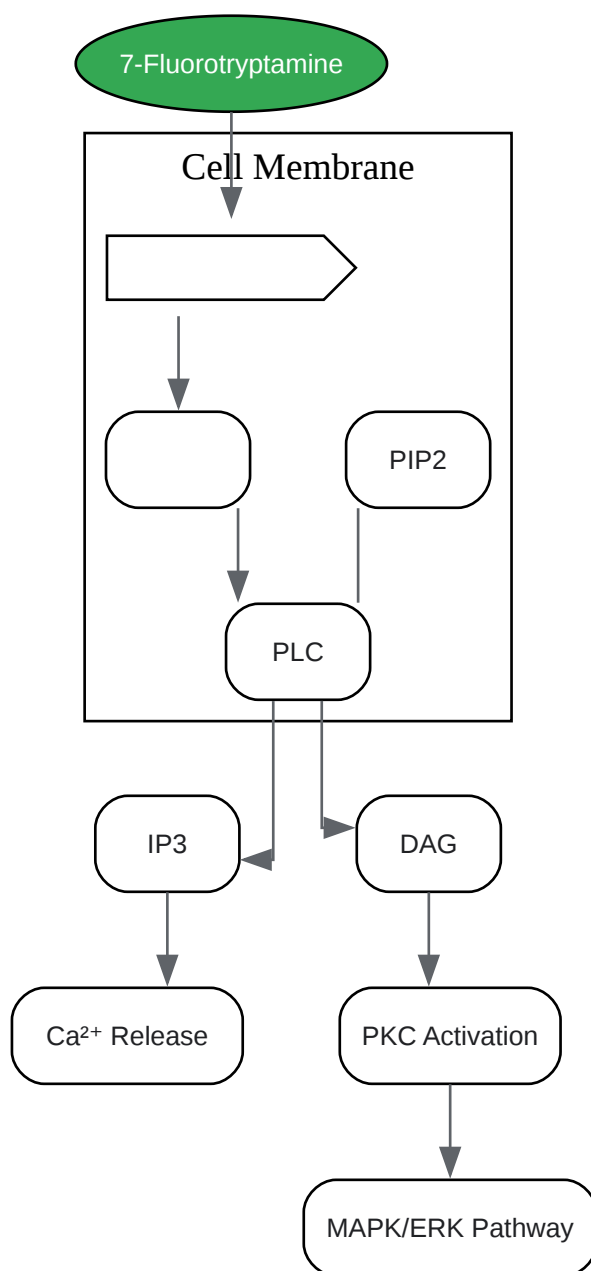 7-Fluorotryptamine
Cell Membrane
PIP2
PLC
IP3
DAG
Ca²⁺ Release
PKC Activation
MAPK/ERK Pathway